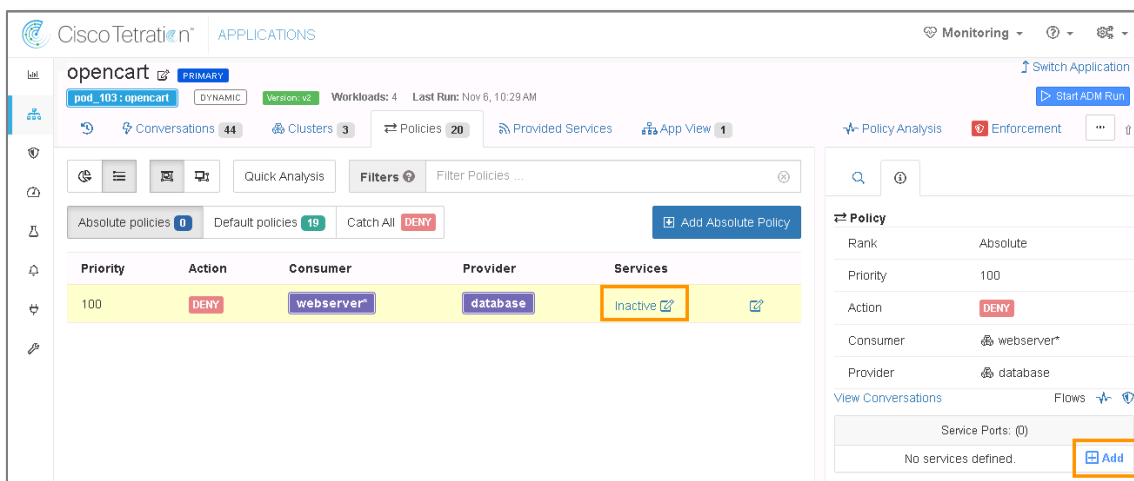 Cisco Tetration™ APPLICATIONS Monitoring
opencart PRIMARY Switch Application
pod_103 : opencart DYNAMIC Version: v2 Workloads: 4 Last Run: Nov 6, 10:29 AM Start ADM Run
Conversations 44 Clusters 3 Policies 20 Provided Services App View 1 Policy Analysis Enforcement ...
Quick Analysis Filters Filter Policies ...
Absolute policies 0 Default policies 19 Catch All DENY Add Absolute Policy
Priority Action Consumer Provider Services
100 DENY webserver* database Inactive
Policy
Rank Absolute
Priority 100
Action DENY
Consumer webserver*
Provider database
View Conversations Flows
Service Ports: (0)
No services defined. Add